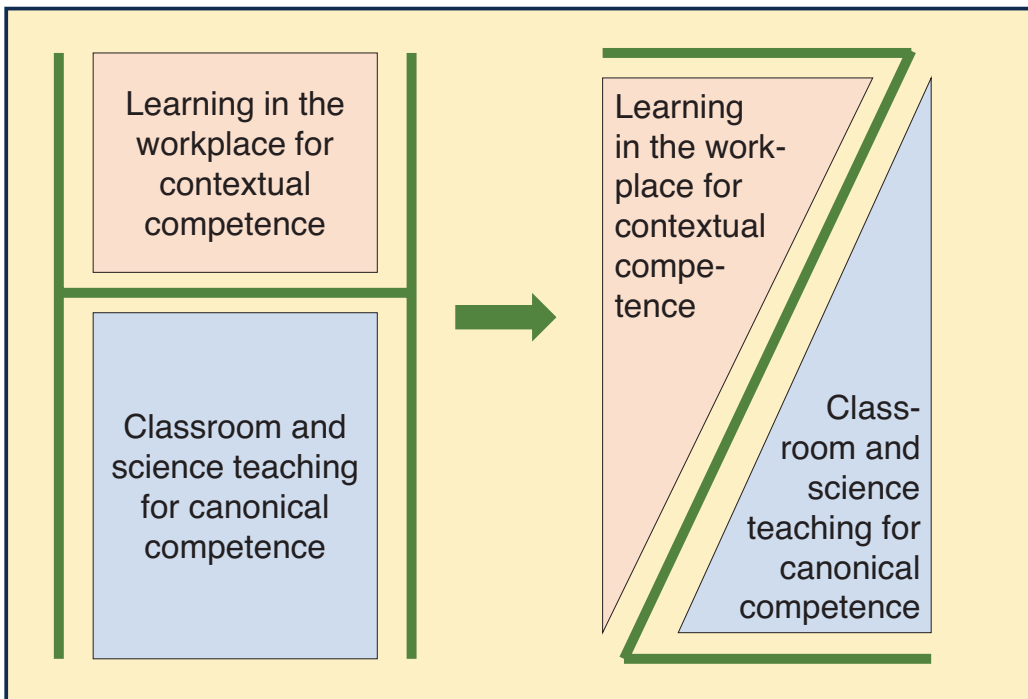 Learning in the
workplace for
contextual
competence
Classroom and
science teaching
for canonical
competence
Learning
in the work-
place for
contextual
compe-
tence
Class-
room and
science
teaching for
canonical
competence